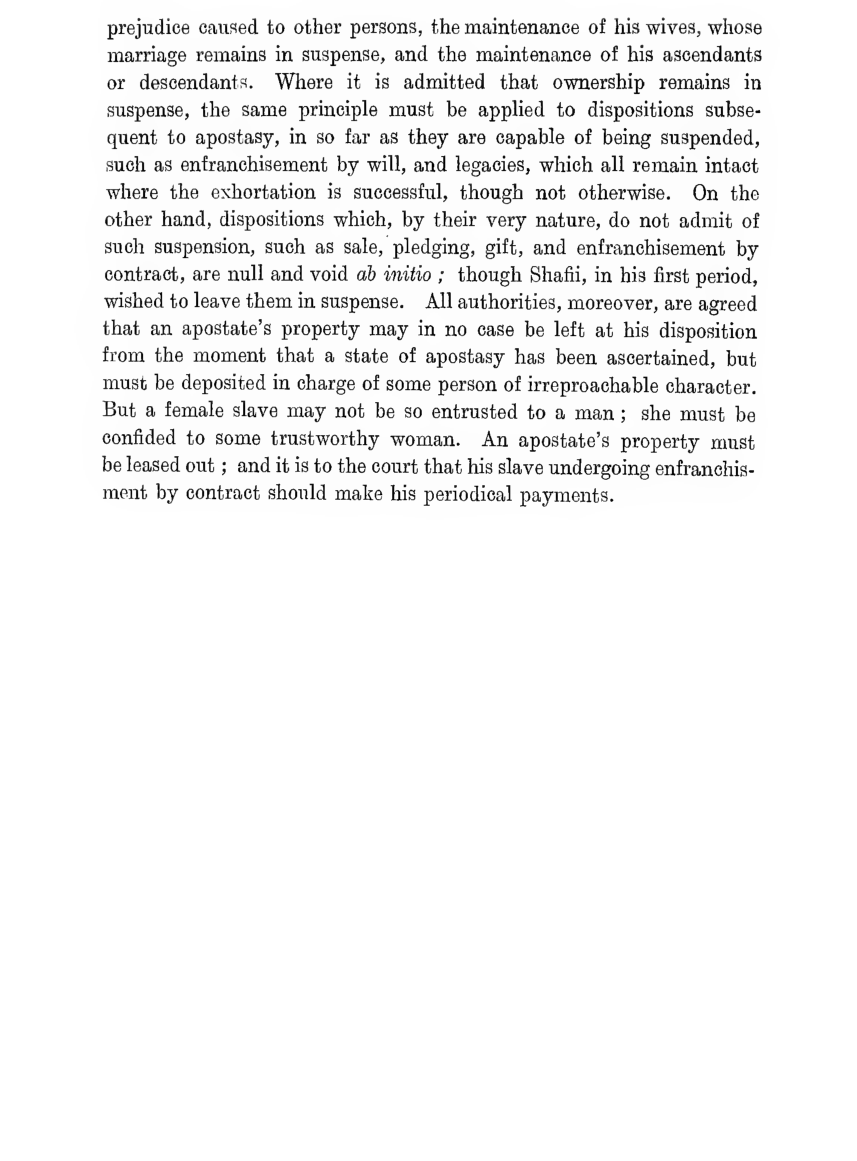 prejudice caused to other persons, the maintenance of his wives, whose
marriage remains in suspense, and the maintenance of his ascendants
or descendants. Where it is admitted that ownership remains in
suspense, the same principle must be applied to dispositions subse-
quent to apostasy, in so far as they are capable of being suspended,
such as enfranchisement by will, and legacies, which all remain intact
where the exhortation is successful, though not otherwise. On the
other hand, dispositions which, by their very nature, do not admit of
such suspension, such as sale, pledging, gift, and enfranchisement by
contract, are null and void ab initio ; though Shafii, in his first period,
wished to leave them in suspense. All authorities, moreover, are agreed
that an apostate's property may in no case be left at his disposition
from the moment that a state of apostasy has been ascertained, but
must be deposited in charge of some person of irreproachable character.
But a female slave may not be so entrusted to a man ; she must be
confided to some trustworthy woman. An apostate's property must
be leased out ; and it is to the court that his slave undergoing enfranchis-
ment by contract should make his periodical payments.